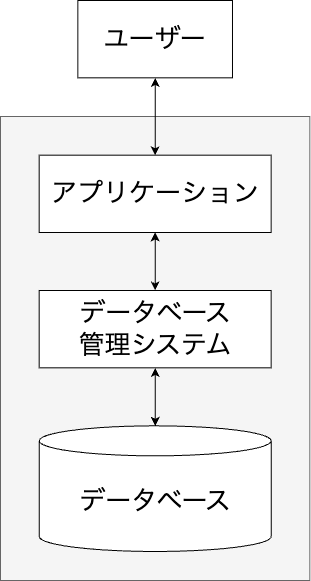 ユーザー
アプリケーション
データベース
管理システム
データベース